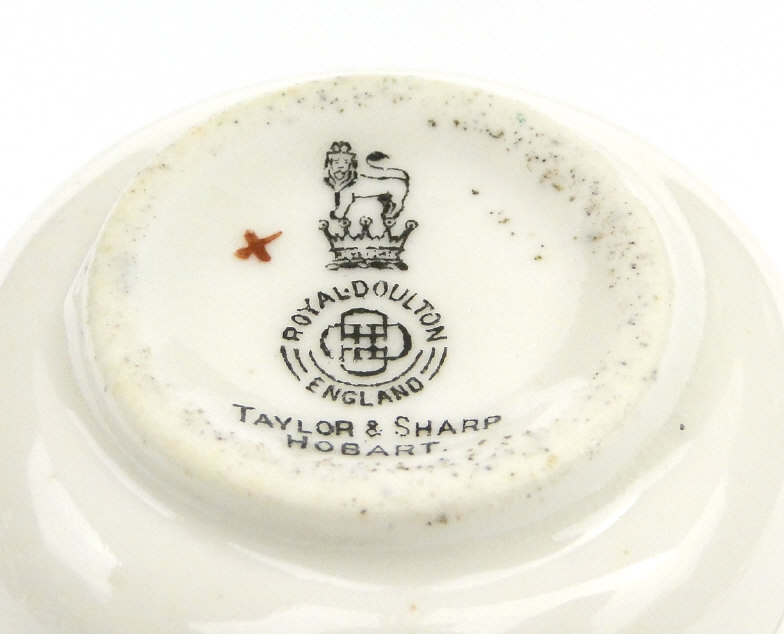 ROYAL·DOULTON
ENGLAND
TAYLOR & SHARP
HOBART